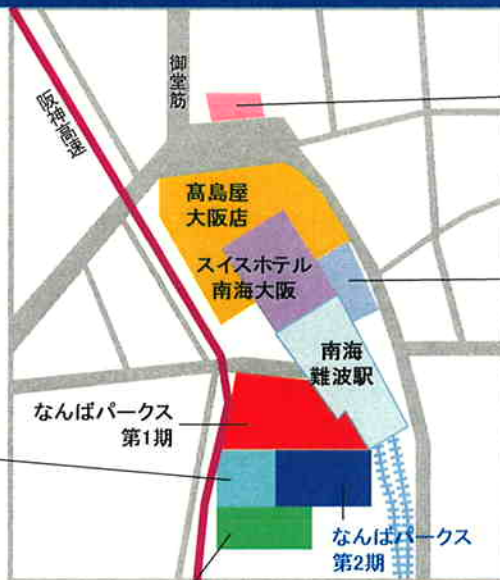 御堂筋
阪神高速
髙島屋
大阪店
スイスホテル
南海大阪
南海
難波駅
なんばパークス
第1期
なんばパークス
第2期